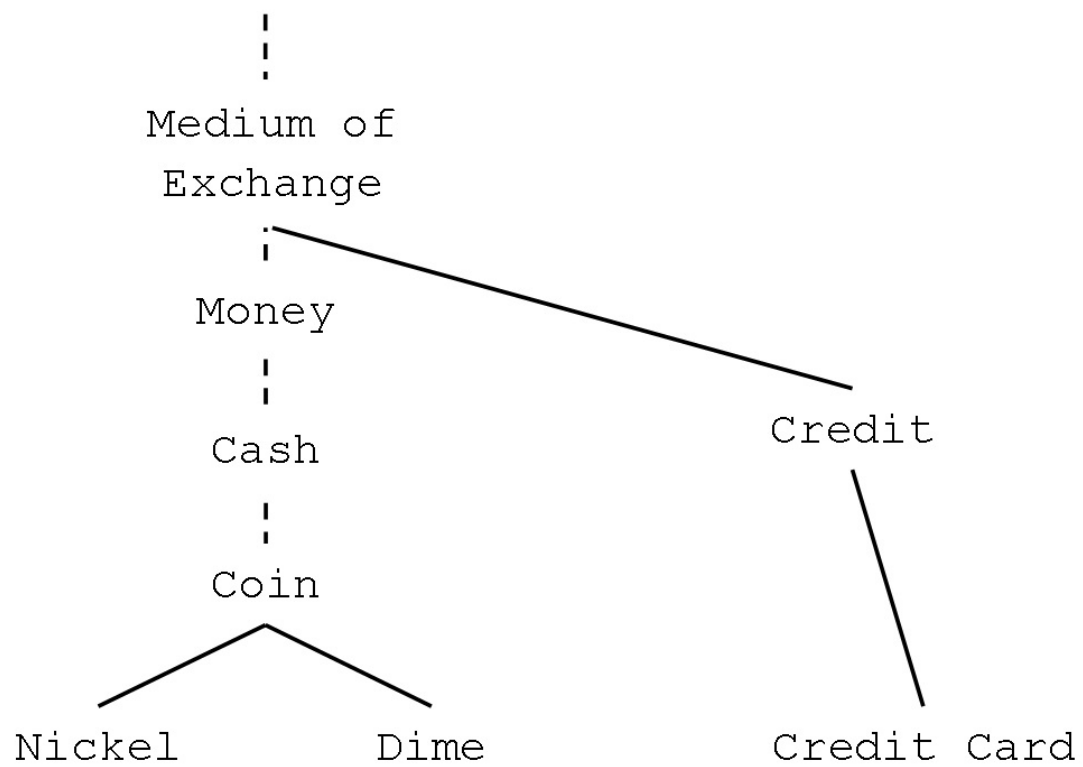 Medium of
Exchange
Money
Credit
Cash
Coin
Nickel Dime Credit Card